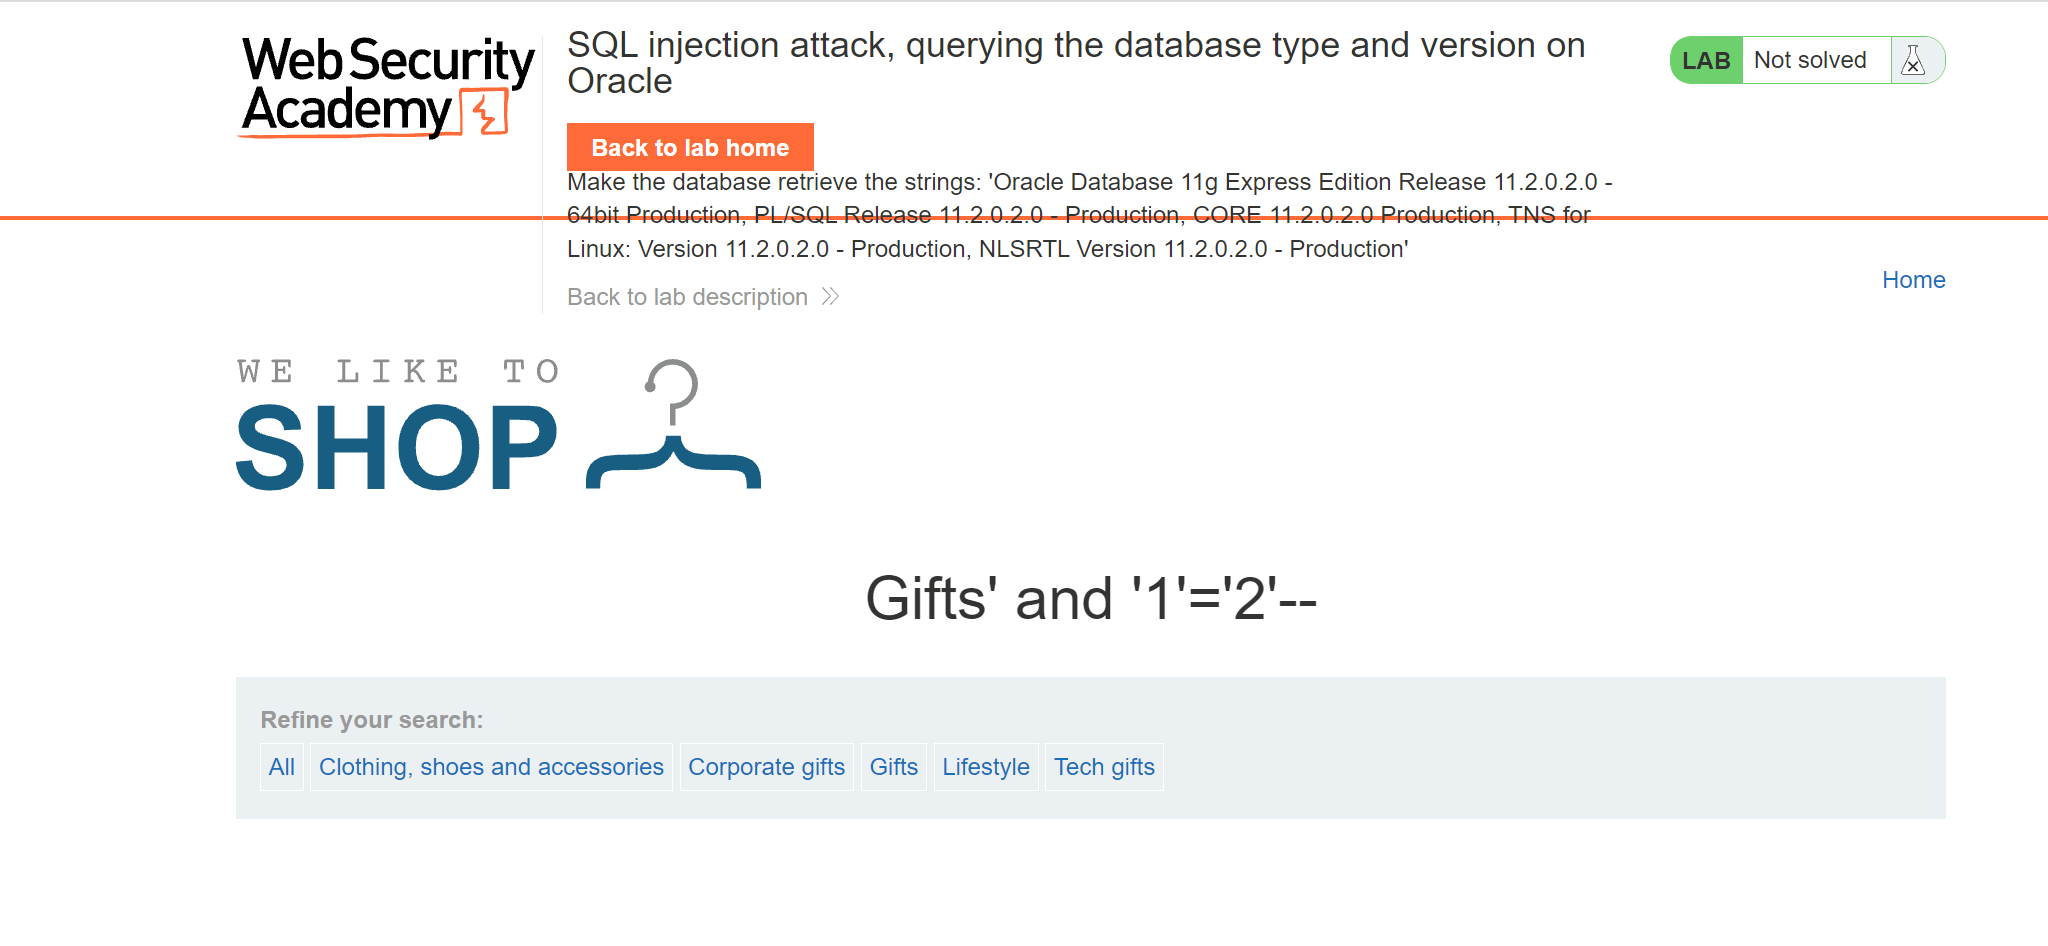 Web Security
Academy
SQL injection attack, querying the database type and version on
Oracle
LAB Not solved
Back to lab home
Make the database retrieve the strings: 'Oracle Database 11g Express Edition Release 11.2.0.2.0 -
64bit Production, PL/SQL Release 11.2.0.2.0 - Production, CORE 11.2.0.2.0 Production, TNS for
Linux: Version 11.2.0.2.0 - Production, NLSRTL Version 11.2.0.2.0 - Production'
Home
Back to lab description
WE LIKE TO
SHOP
Gifts' and '1'='2'--
Refine your search:
All Clothing, shoes and accessories Corporate gifts Gifts Lifestyle Tech gifts